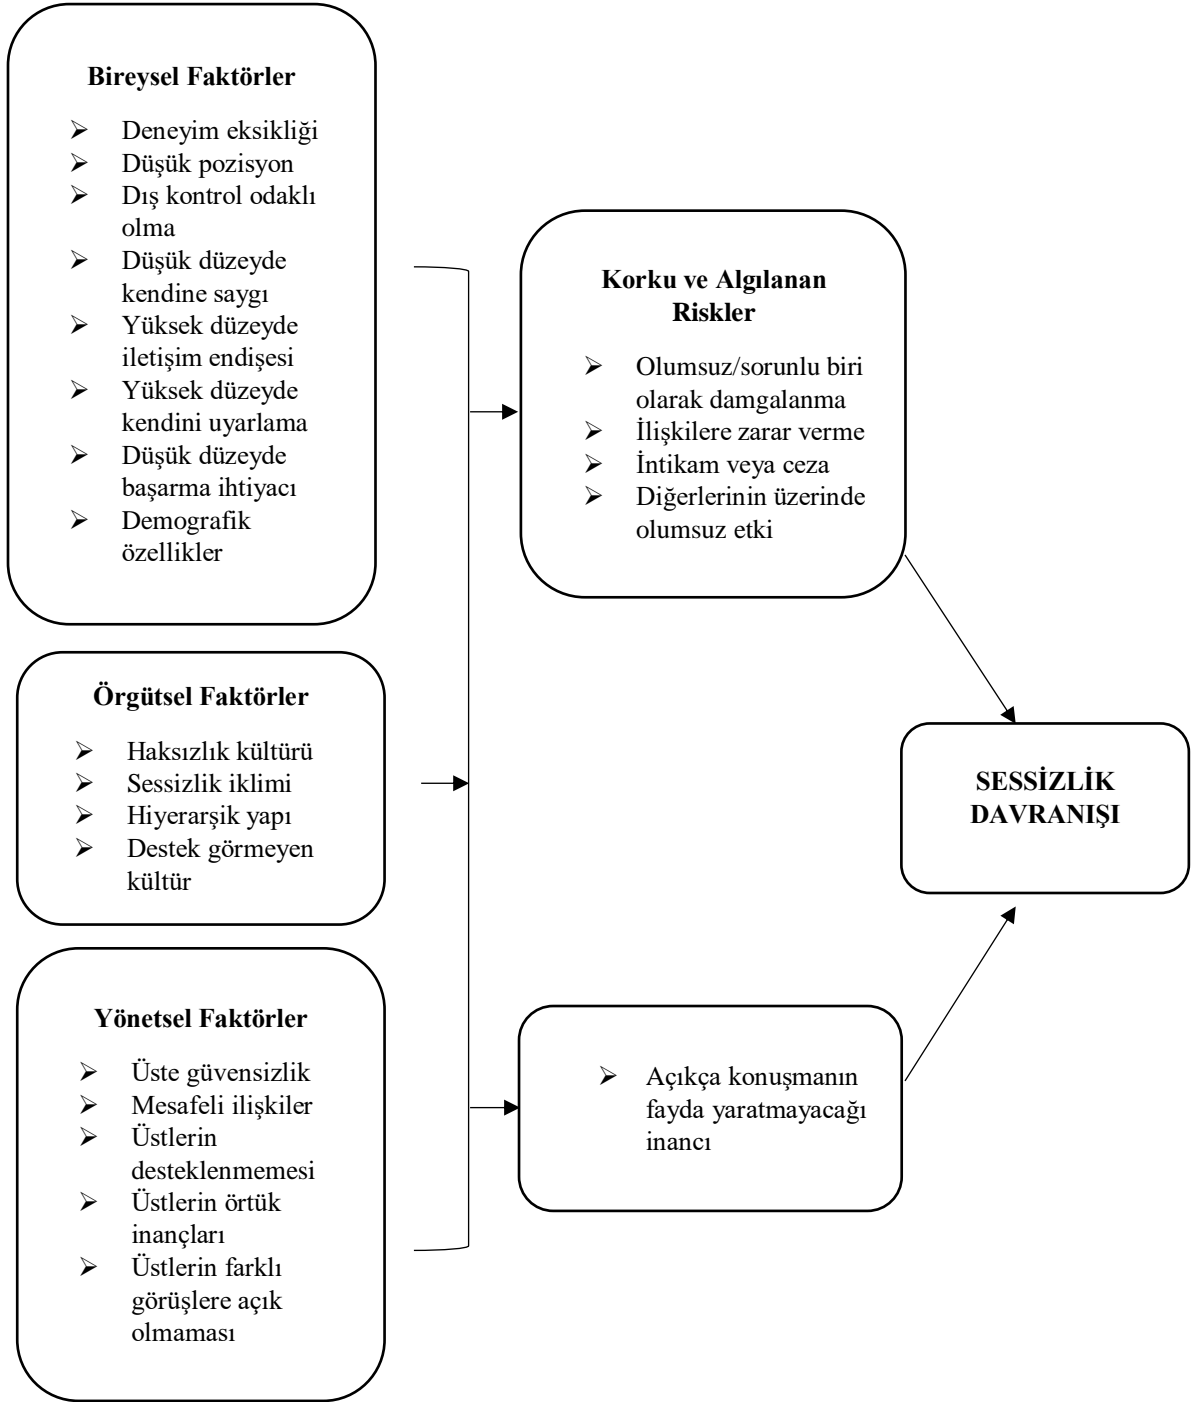 Bireysel Faktörler
➢ Deneyim eksikliği
➢ Düşük pozisyon
➢ Dış kontrol odaklı
olma
➢ Düşük düzeyde
kendine saygı
➢ Yüksek düzeyde
iletişim endişesi
➢ Yüksek düzeyde
kendini uyarlama
➢ Düşük düzeyde
başarma ihtiyacı
➢ Demografik
özellikler
Örgütsel Faktörler
➢ Haksızlık kültürü
➢ Sessizlik iklimi
➢ Hiyerarşik yapı
➢ Destek görmeyen
kültür
Yönetsel Faktörler
➢ Üste güvensizlik
➢ Mesafeli ilişkiler
➢ Üstlerin
desteklenmemesi
➢ Üstlerin örtük
inançları
➢ Üstlerin farklı
görüşlere açık
olmaması
Korku ve Algılanan
Riskler
➢ Olumsuz/sorunlu biri
olarak damgalanma
➢ İlişkilere zarar verme
➢ İntikam veya ceza
➢ Diğerlerinin üzerinde
olumsuz etki
➢ Açıkça konuşmanın
fayda yaratmayacağı
inancı
SESSİZLİK
DAVRANIŞI